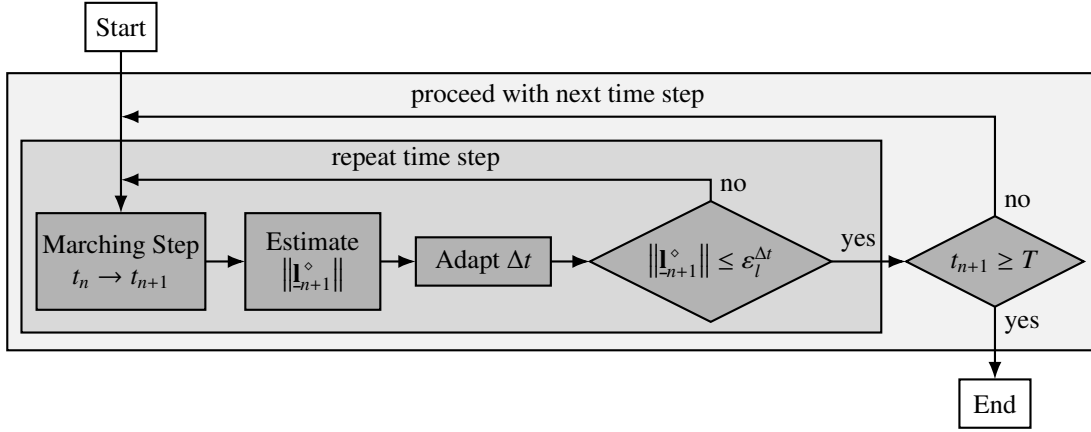 Start
proceed with next time step
repeat time step
no
no
Marching Step
tₙ → tₙ₊₁
Estimate
‖𝐥̲⋄ₙ₊₁‖
Adapt Δt
‖𝐥̲⋄ₙ₊₁‖ ≤ ε_l^Δt
yes
tₙ₊₁ ≥ T
yes
End